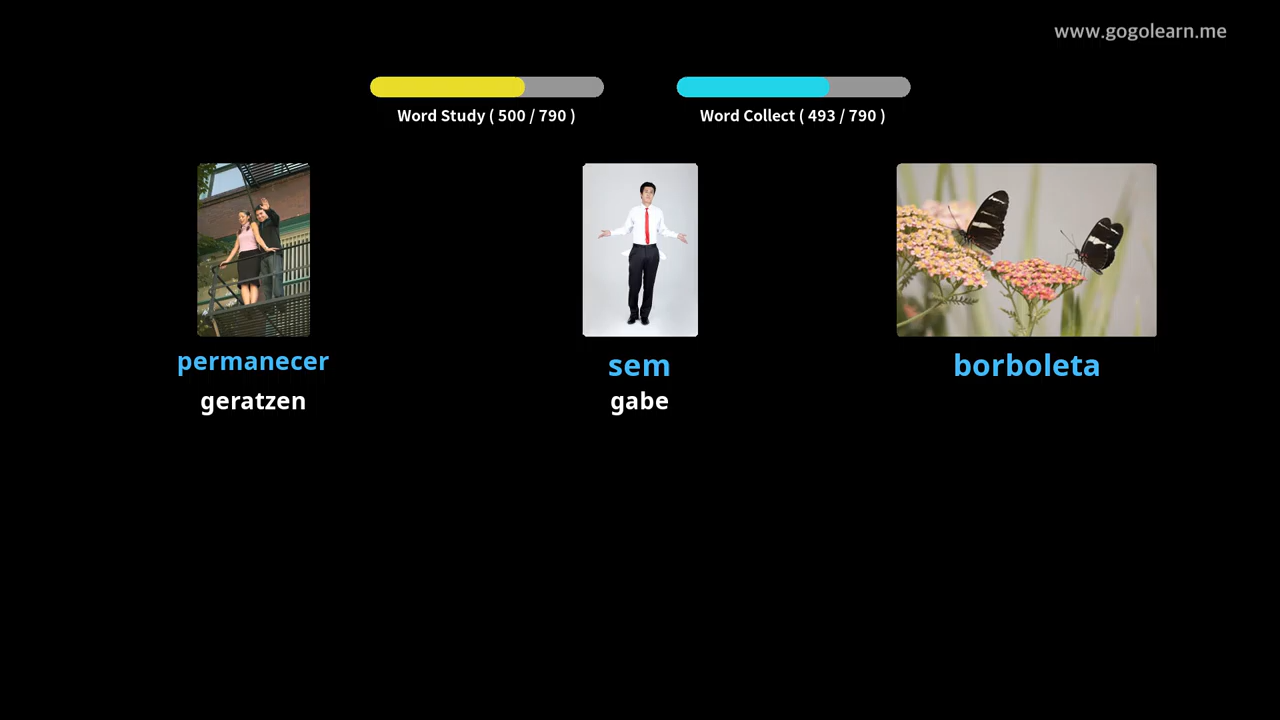 www.gogolearn.me
Word Study ( 500 / 790 )
Word Collect ( 493 / 790 )
permanecer
geratzen
sem
gabe
borboleta